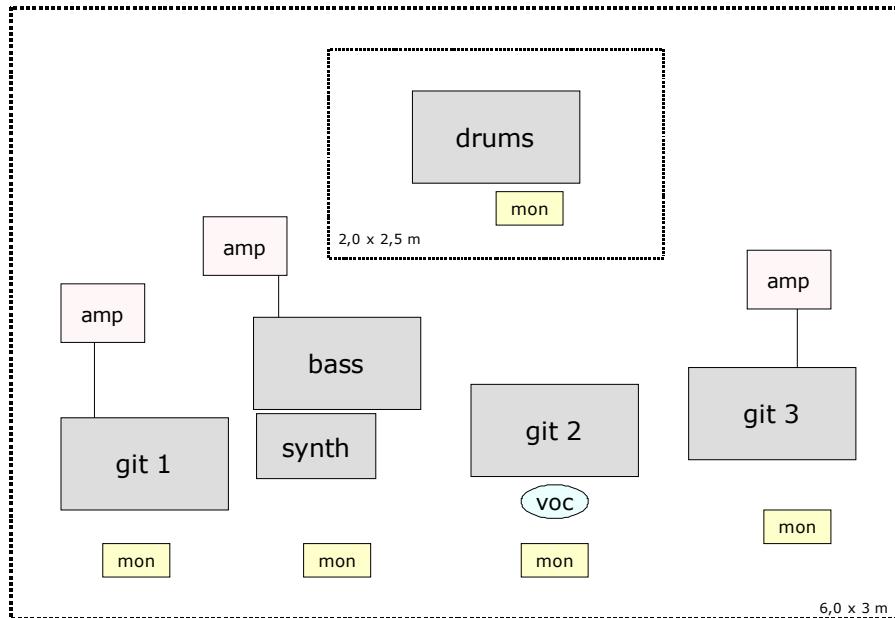 drums
mon
2,0 x 2,5 m
amp
amp
amp
bass
git 3
git 2
synth
git 1
voc
mon
mon
mon
mon
6,0 x 3 m